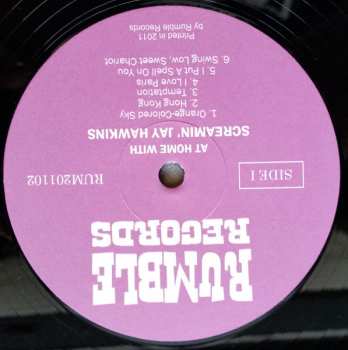 RUMBLE
RECORDS
SIDE I
RUM201102
AT HOME WITH
SCREAMIN' JAY HAWKINS
1. Orange-Colored Sky
2. Hong Kong
3. Temptation
4. I Love Paris
5. I Put A Spell On You
6. Swing Low, Sweet Chariot
Printed in 2011
by Rumble Records